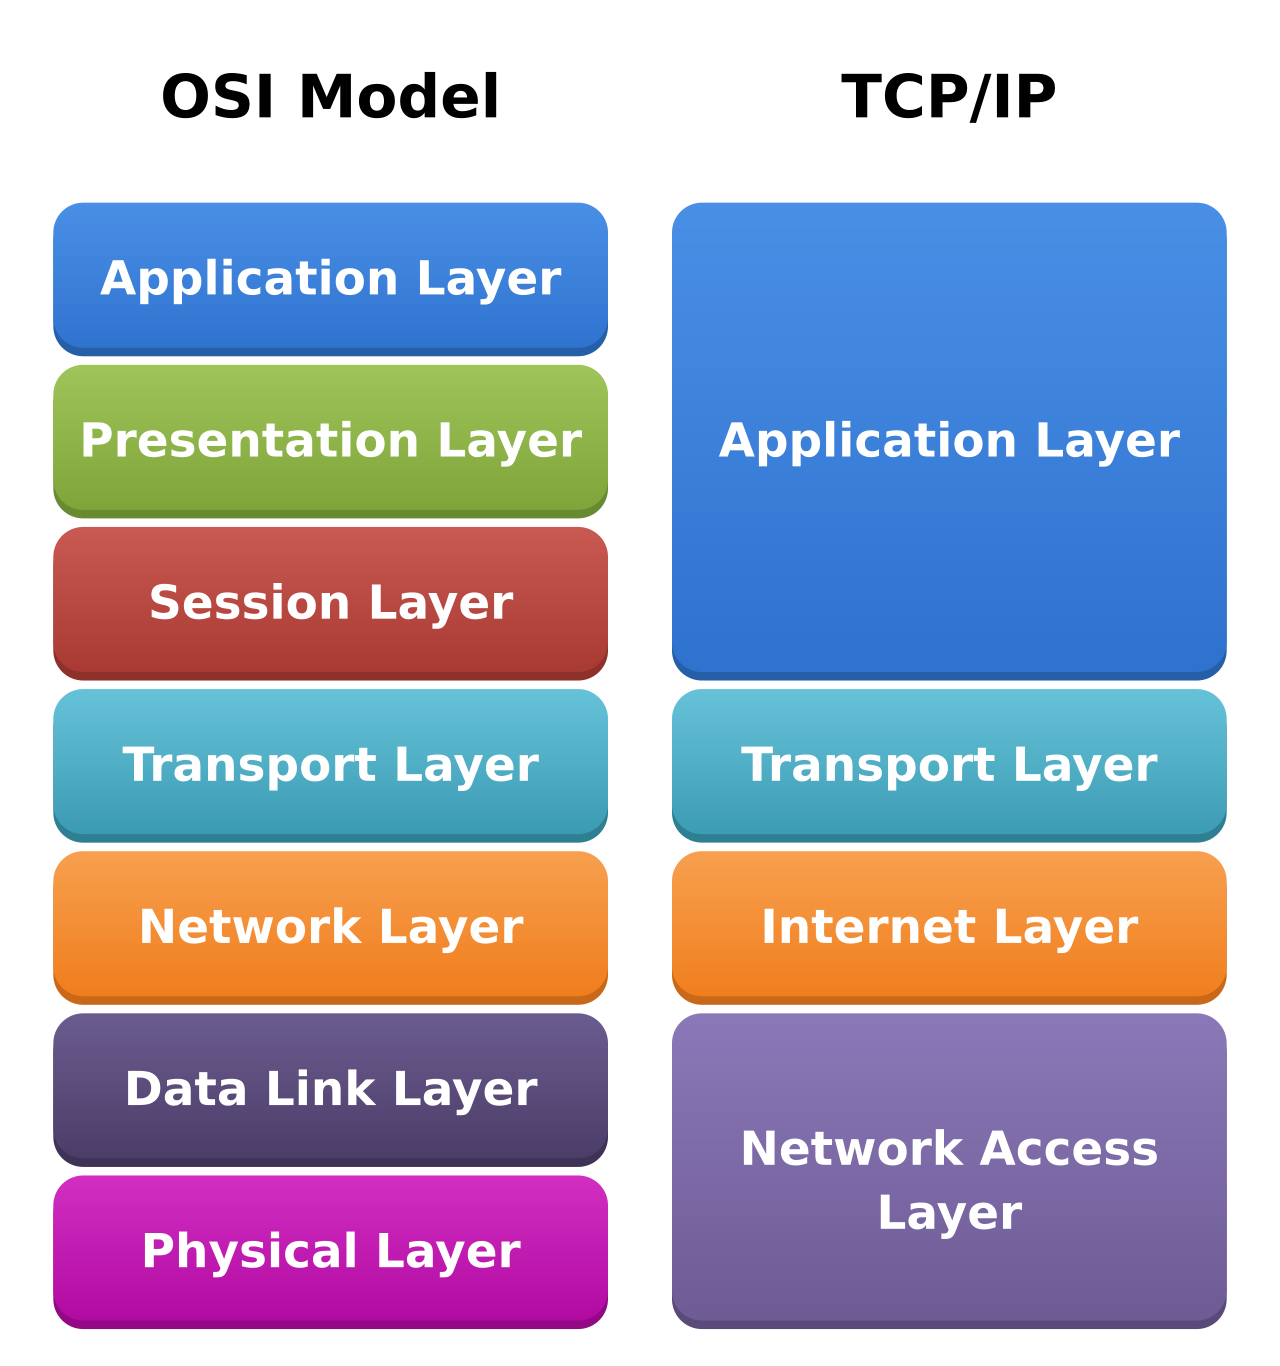 OSI Model
Application Layer
Presentation Layer
Session Layer
Transport Layer
Network Layer
Data Link Layer
Physical Layer
TCP/IP
Application Layer
Transport Layer
Internet Layer
Network Access
Layer